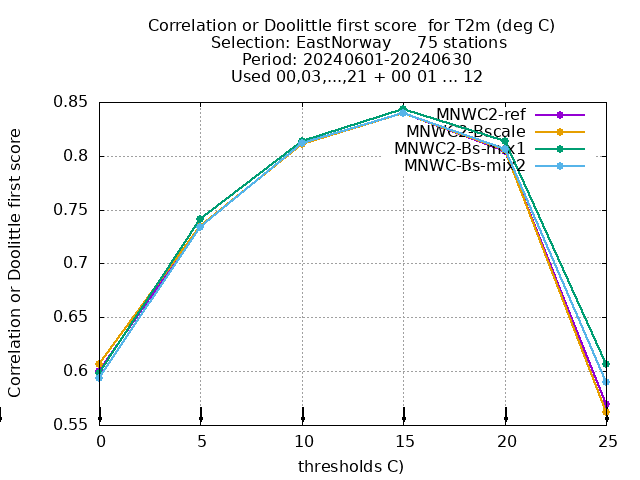 Correlation or Doolittle first score  for T2m (deg C)
Selection: EastNorway     75 stations
Period: 20240601-20240630
Used 00,03,...,21 + 00 01 ... 12
Correlation or Doolittle first score
0.85
0.8
0.75
0.7
0.65
0.6
0.55
MNWC2-ref
MNWC2-Bscale
MNWC2-Bs-mix1
MNWC-Bs-mix2
0 5 10 15 20 25
thresholds C)